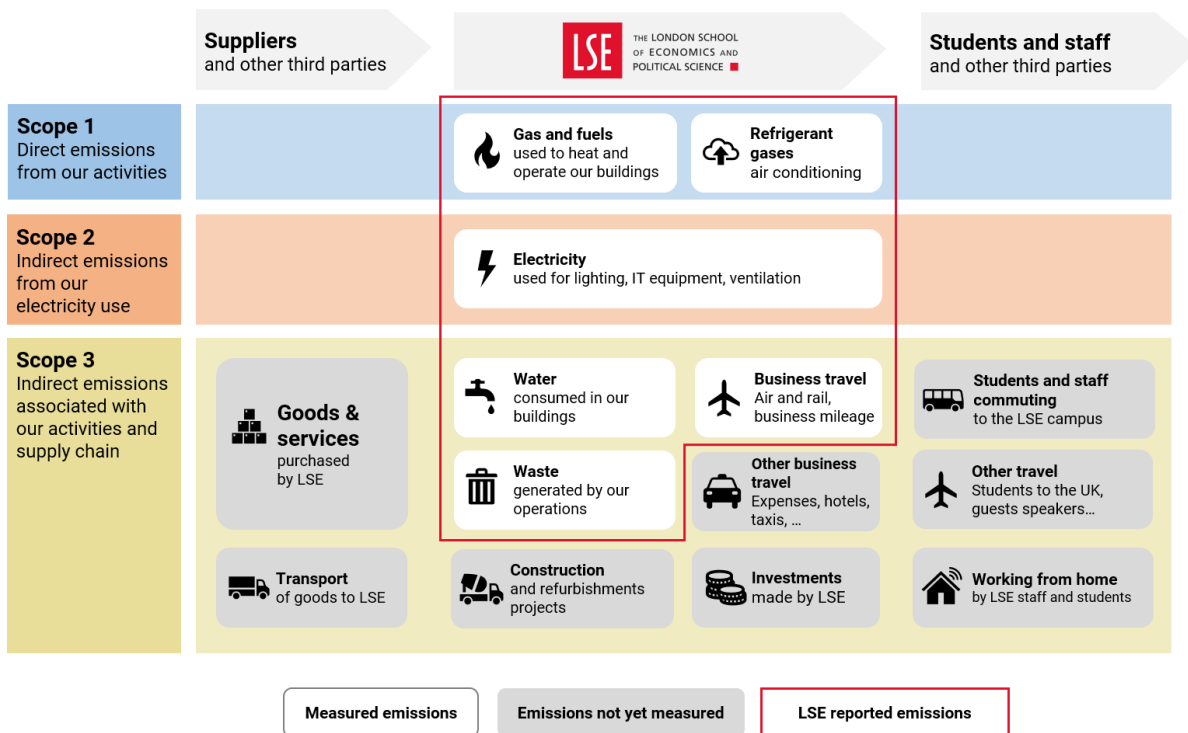 Suppliers
and other third parties
LSE
THE LONDON SCHOOL
OF ECONOMICS AND
POLITICAL SCIENCE
Students and staff
and other third parties
Scope 1
Direct emissions
from our activities
Gas and fuels
used to heat and
operate our buildings
Refrigerant
gases
air conditioning
Scope 2
Indirect emissions
from our
electricity use
Electricity
used for lighting, IT equipment, ventilation
Scope 3
Indirect emissions
associated with
our activities and
supply chain
Goods &
services
purchased
by LSE
Water
consumed in our
buildings
Business travel
Air and rail,
business mileage
Students and staff
commuting
to the LSE campus
Waste
generated by our
operations
Other business
travel
Expenses, hotels,
taxis, ...
Other travel
Students to the UK,
guests speakers...
Transport
of goods to LSE
Construction
and refurbishments
projects
Investments
made by LSE
Working from home
by LSE staff and students
Measured emissions
Emissions not yet measured
LSE reported emissions